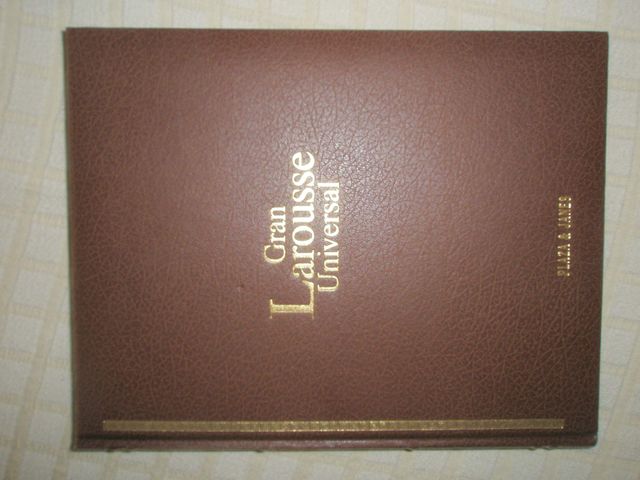 Gran
Larousse
Universal
PLAZA & JANES